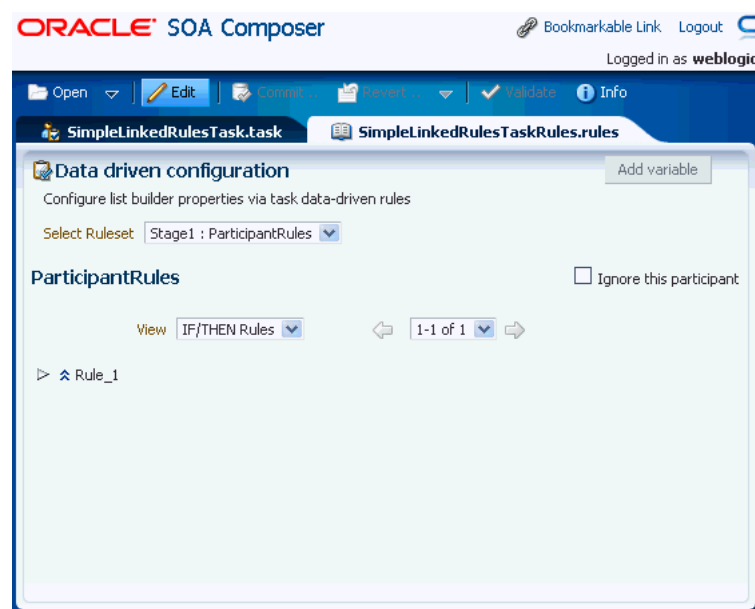 ORACLE SOA Composer
Bookmarkable Link Logout
Logged in as weblogic
Open Edit Commit ... Revert ... Validate Info
SimpleLinkedRulesTask.task SimpleLinkedRulesTaskRules.rules
Data driven configuration Add variable
Configure list builder properties via task data-driven rules
Select Ruleset Stage1 : ParticipantRules
ParticipantRules Ignore this participant
View IF/THEN Rules 1-1 of 1
Rule_1